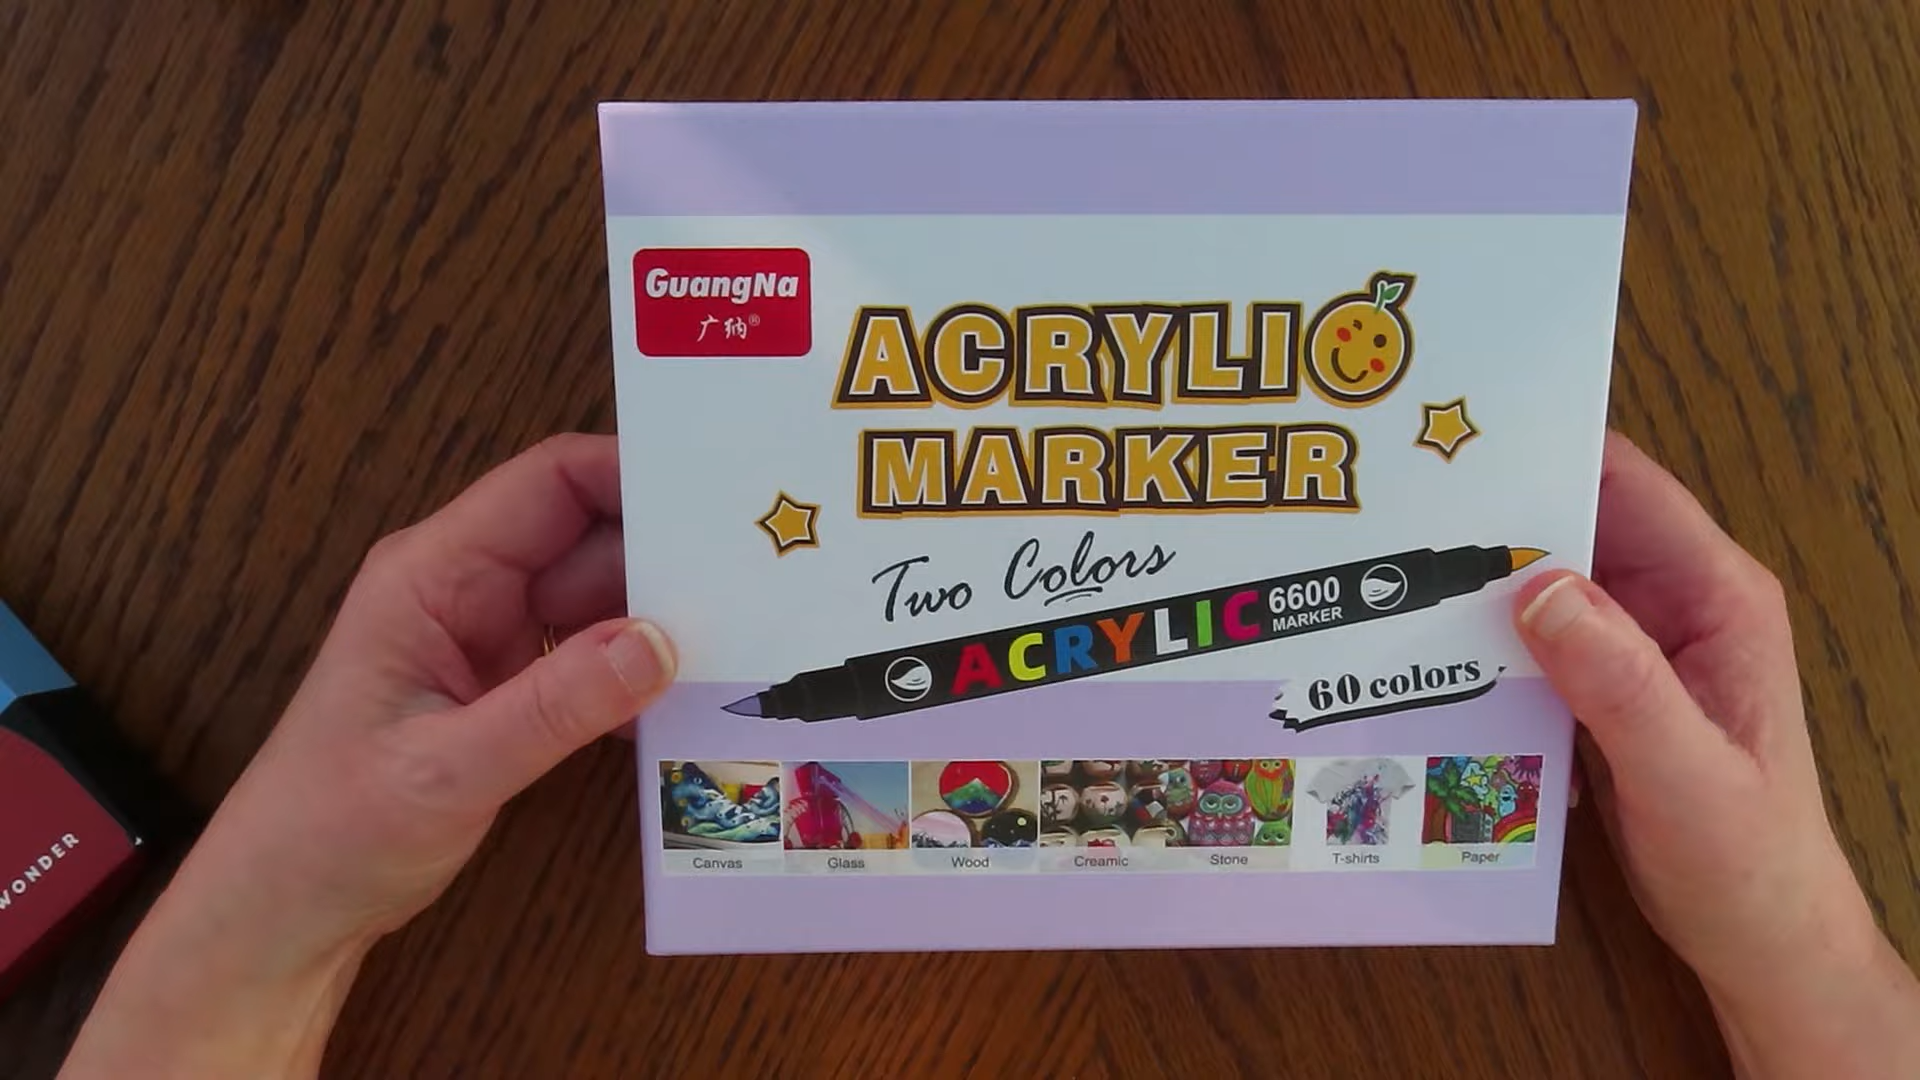 GuangNa
广纳®
ACRYLIC
MARKER
Two Colors
ACRYLIC 6600
MARKER
60 colors
Canvas Glass Wood Creamic Stone T-shirts Paper
WONDER